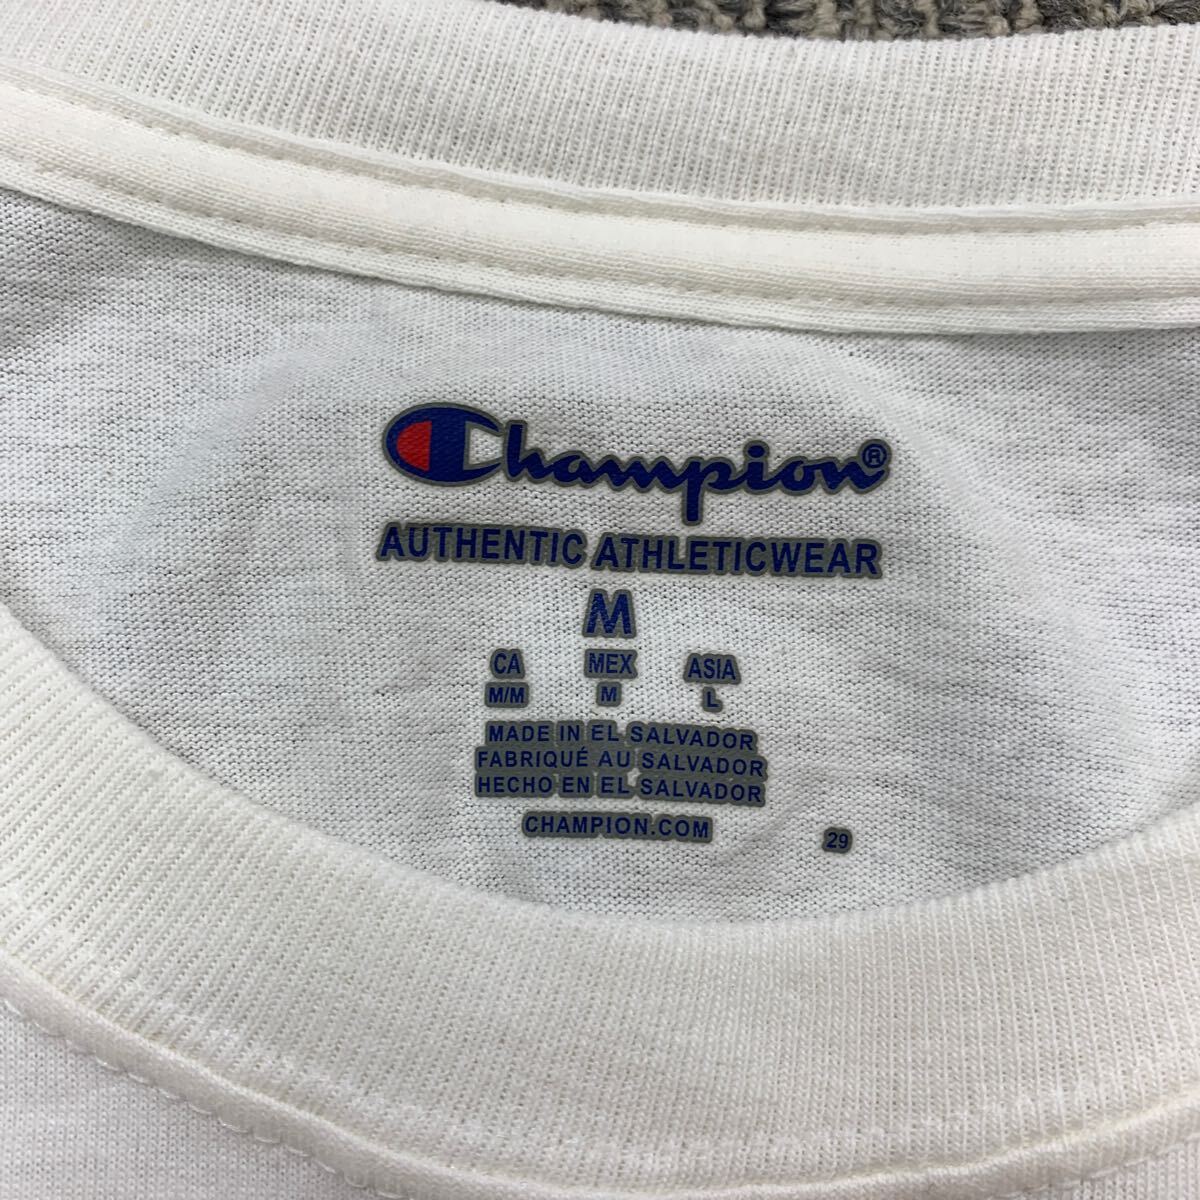 Champion®
AUTHENTIC ATHLETICWEAR
M
CA MEX ASIA
M/M M L
MADE IN EL SALVADOR
FABRIQUÉ AU SALVADOR
HECHO EN EL SALVADOR
CHAMPION.COM 29